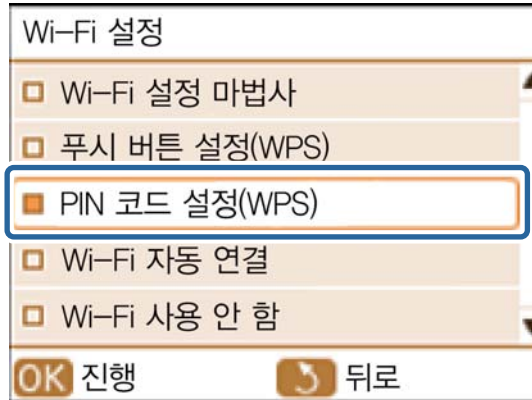 Wi-Fi 설정
Wi-Fi 설정 마법사
푸시 버튼 설정(WPS)
PIN 코드 설정(WPS)
Wi-Fi 자동 연결
Wi-Fi 사용 안 함
OK 진행 뒤로